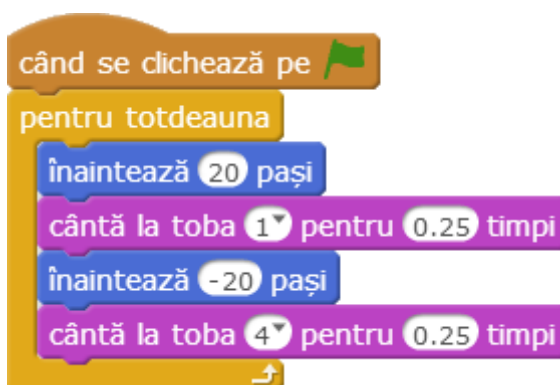 când se clichează pe
pentru totdeauna
înaintează 20 pași
cântă la toba 1 pentru 0.25 timpi
înaintează -20 pași
cântă la toba 4 pentru 0.25 timpi